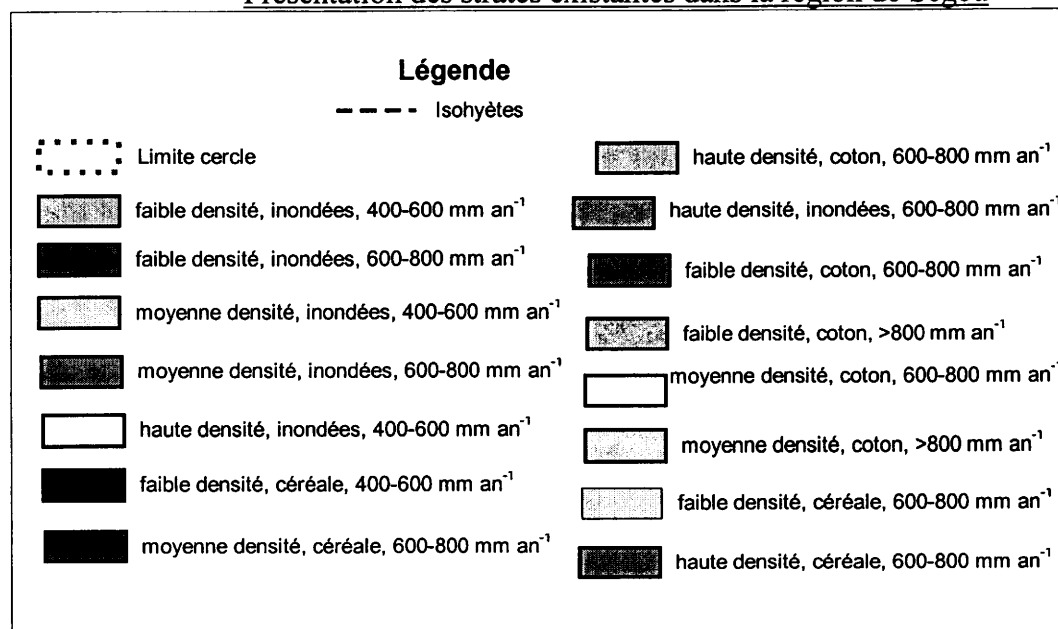 Présentation des strates existantes dans la région de Ségou
Légende
Isohyètes
Limite cercle
faible densité, inondées, 400-600 mm an⁻¹
faible densité, inondées, 600-800 mm an⁻¹
moyenne densité, inondées, 400-600 mm an⁻¹
moyenne densité, inondées, 600-800 mm an⁻¹
haute densité, inondées, 400-600 mm an⁻¹
faible densité, céréale, 400-600 mm an⁻¹
moyenne densité, céréale, 600-800 mm an⁻¹
haute densité, coton, 600-800 mm an⁻¹
haute densité, inondées, 600-800 mm an⁻¹
faible densité, coton, 600-800 mm an⁻¹
faible densité, coton, >800 mm an⁻¹
moyenne densité, coton, 600-800 mm an⁻¹
moyenne densité, coton, >800 mm an⁻¹
faible densité, céréale, 600-800 mm an⁻¹
haute densité, céréale, 600-800 mm an⁻¹